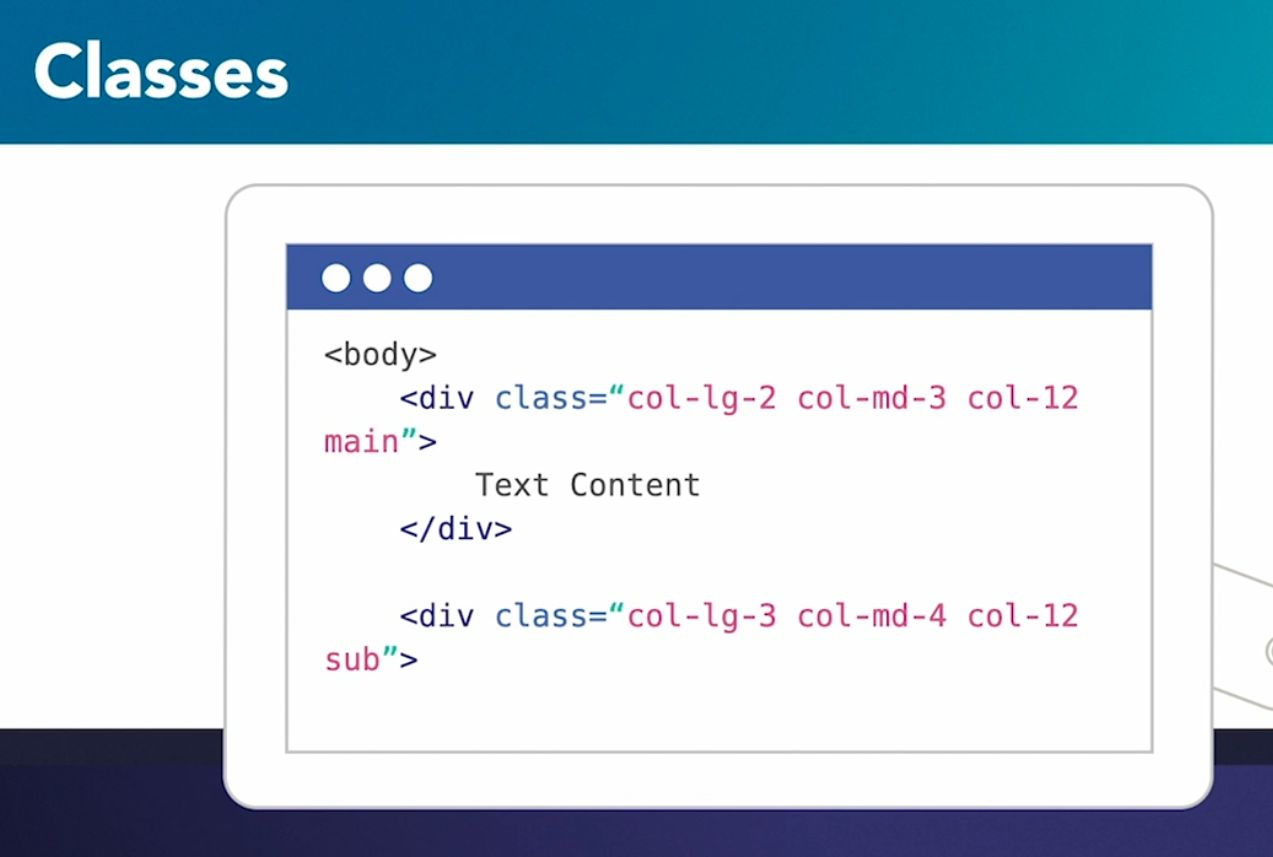 Classes
<body>
<div class=“col-lg-2 col-md-3 col-12
main”>
Text Content
</div>
<div class=“col-lg-3 col-md-4 col-12
sub”>